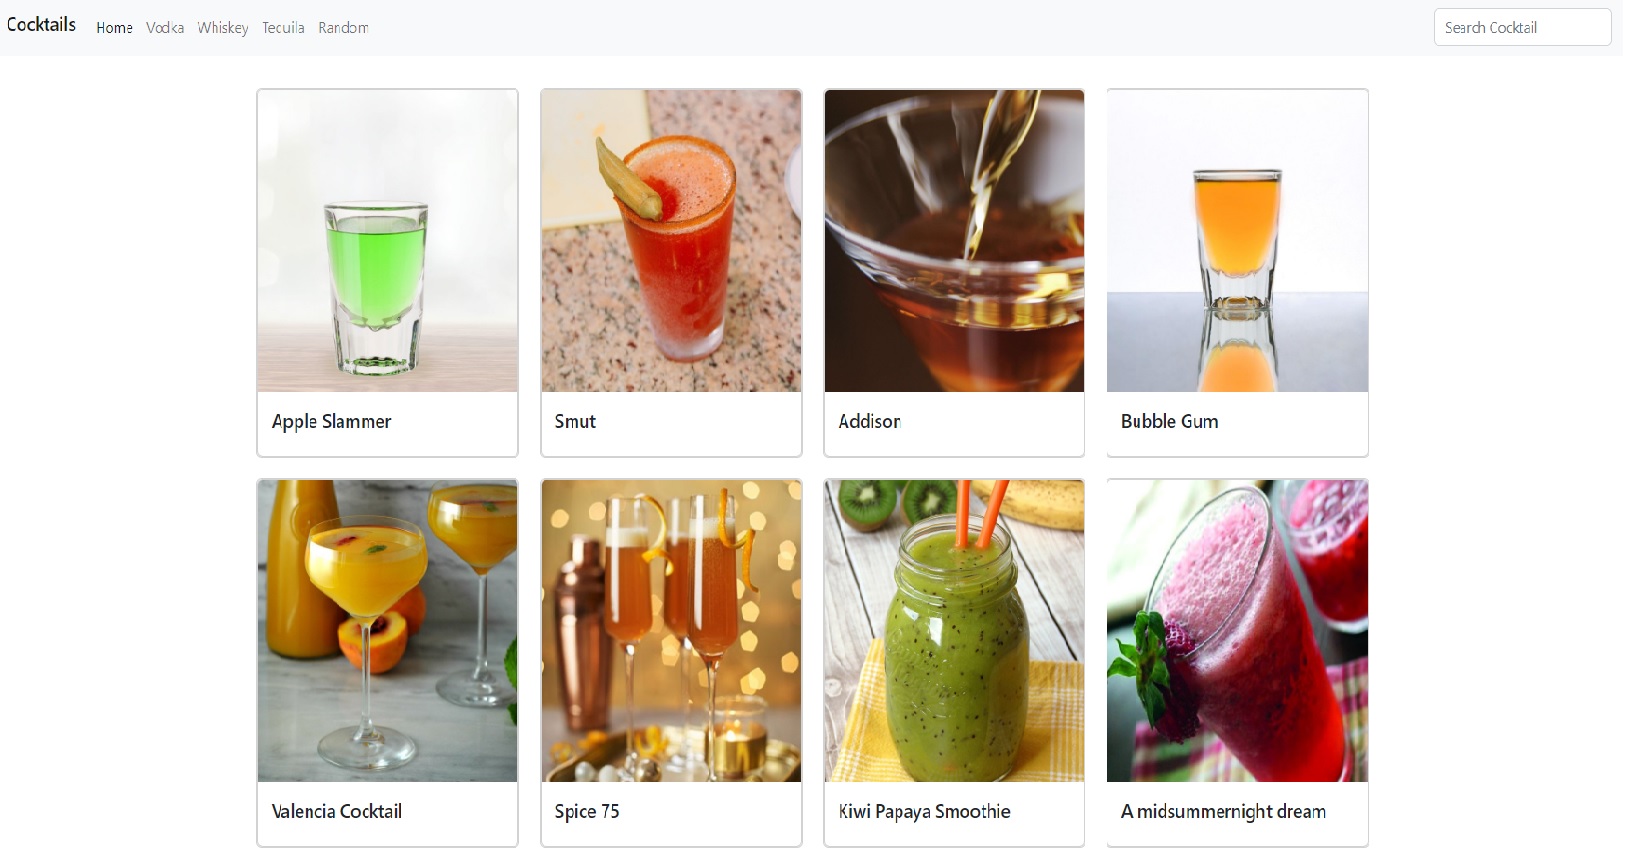 Cocktails Home Vodka Whiskey Tequila Random Search Cocktail
Apple Slammer
Smut
Addison
Bubble Gum
Valencia Cocktail
Spice 75
Kiwi Papaya Smoothie
A midsummernight dream